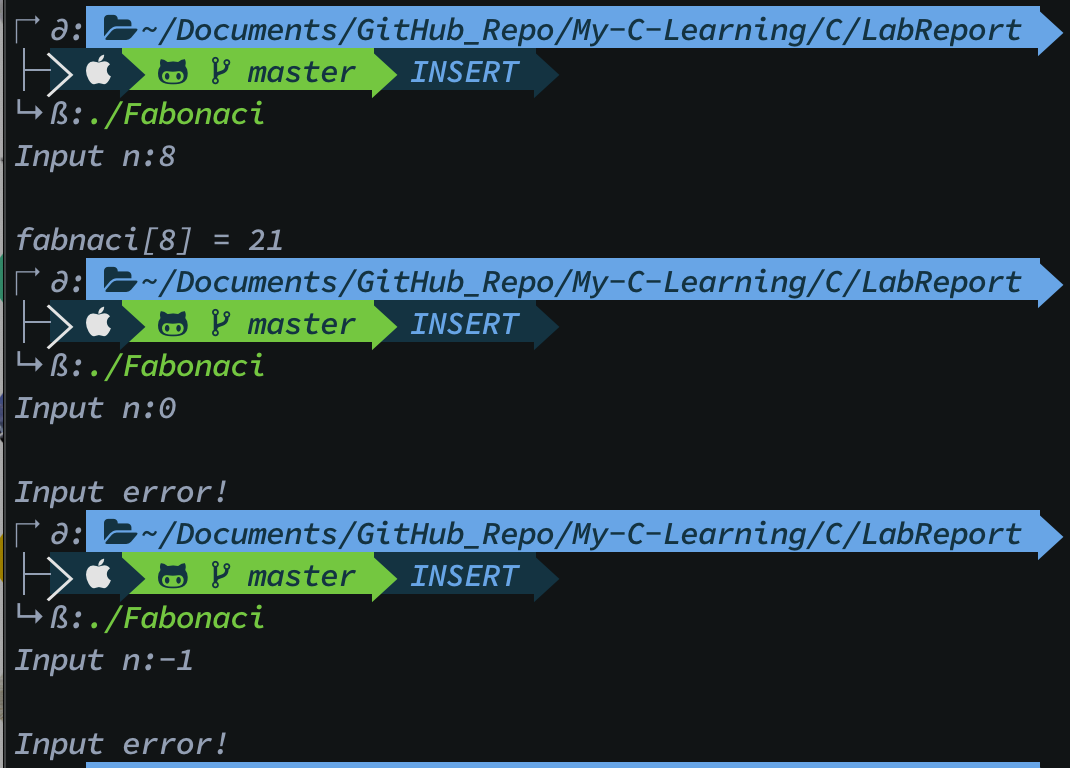 ∂: ~/Documents/GitHub_Repo/My-C-Learning/C/LabReport
master INSERT
ß:./Fabonaci
Input n:8
fabnaci[8] = 21
∂: ~/Documents/GitHub_Repo/My-C-Learning/C/LabReport
master INSERT
ß:./Fabonaci
Input n:0
Input error!
∂: ~/Documents/GitHub_Repo/My-C-Learning/C/LabReport
master INSERT
ß:./Fabonaci
Input n:-1
Input error!